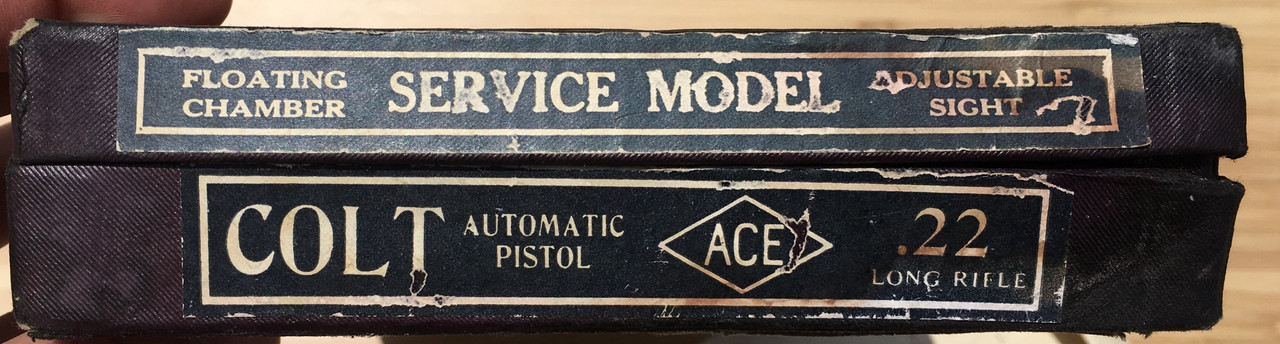 FLOATING
CHAMBER
SERVICE MODEL
ADJUSTABLE
SIGHT
COLT
AUTOMATIC
PISTOL
ACE
.22
LONG RIFLE